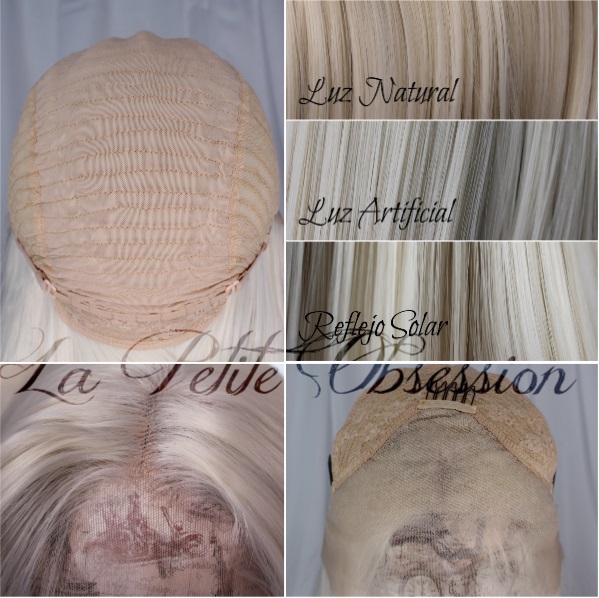 Luz Natural
Luz Artificial
Reflejo Solar
La Petite Obsession